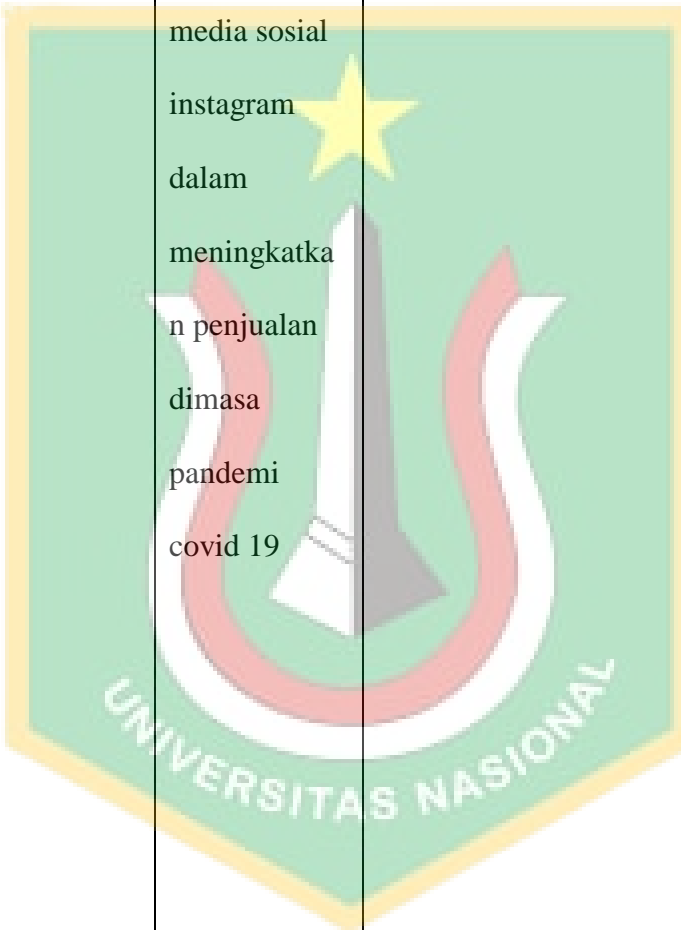 media sosial
instagram
dalam
meningkatka
n penjualan
dimasa
pandemi
covid 19
UNIVERSITAS NASIONAL